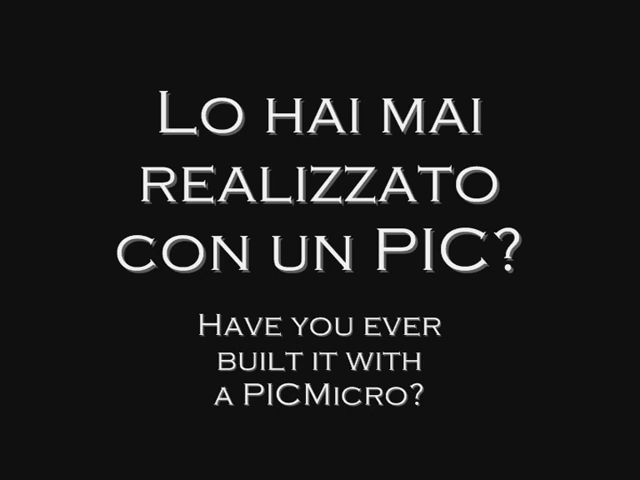 Lo hai mai
realizzato
con un PIC?
Have you ever
built it with
a PICMicro?